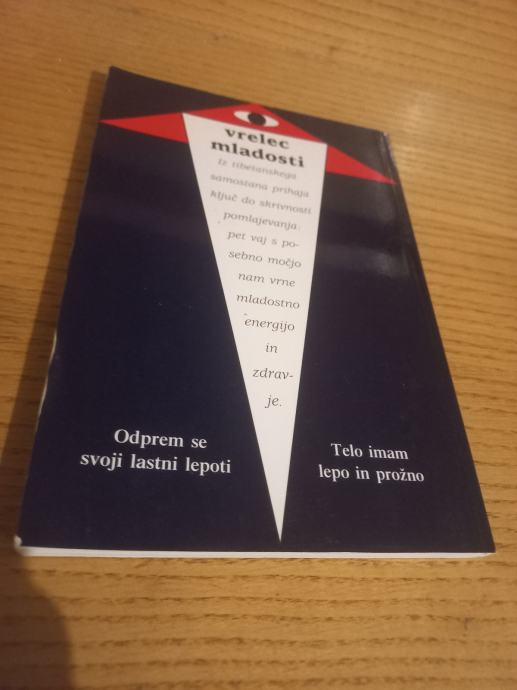 vrelec
mladosti
Iz tibetanskega
samostana prihaja
ključ do skrivnosti
pomlajevanja:
pet vaj s po-
sebno močjo
nam vrne
mladostno
energijo
in
zdrav-
je.
Odprem se
svoji lastni lepoti
Telo imam
lepo in prožno